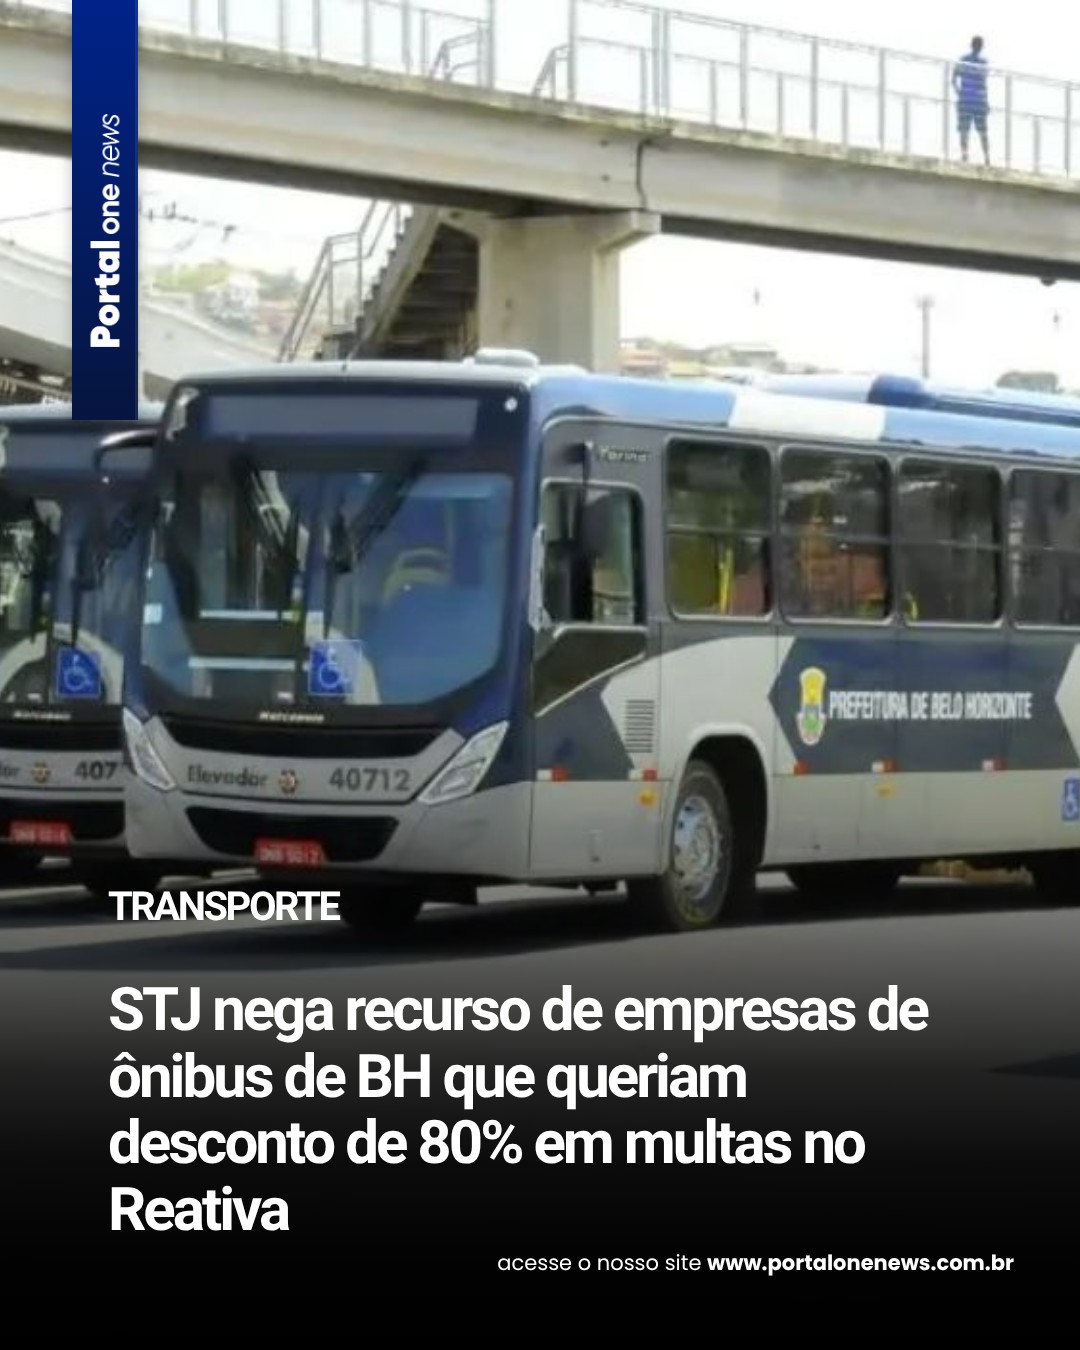 Portal one news
Torino
PREFEITURA DE BELO HORIZONTE
Elevador 40712
407
TRANSPORTE
STJ nega recurso de empresas de
ônibus de BH que queriam
desconto de 80% em multas no
Reativa
acesse o nosso site www.portalonenews.com.br